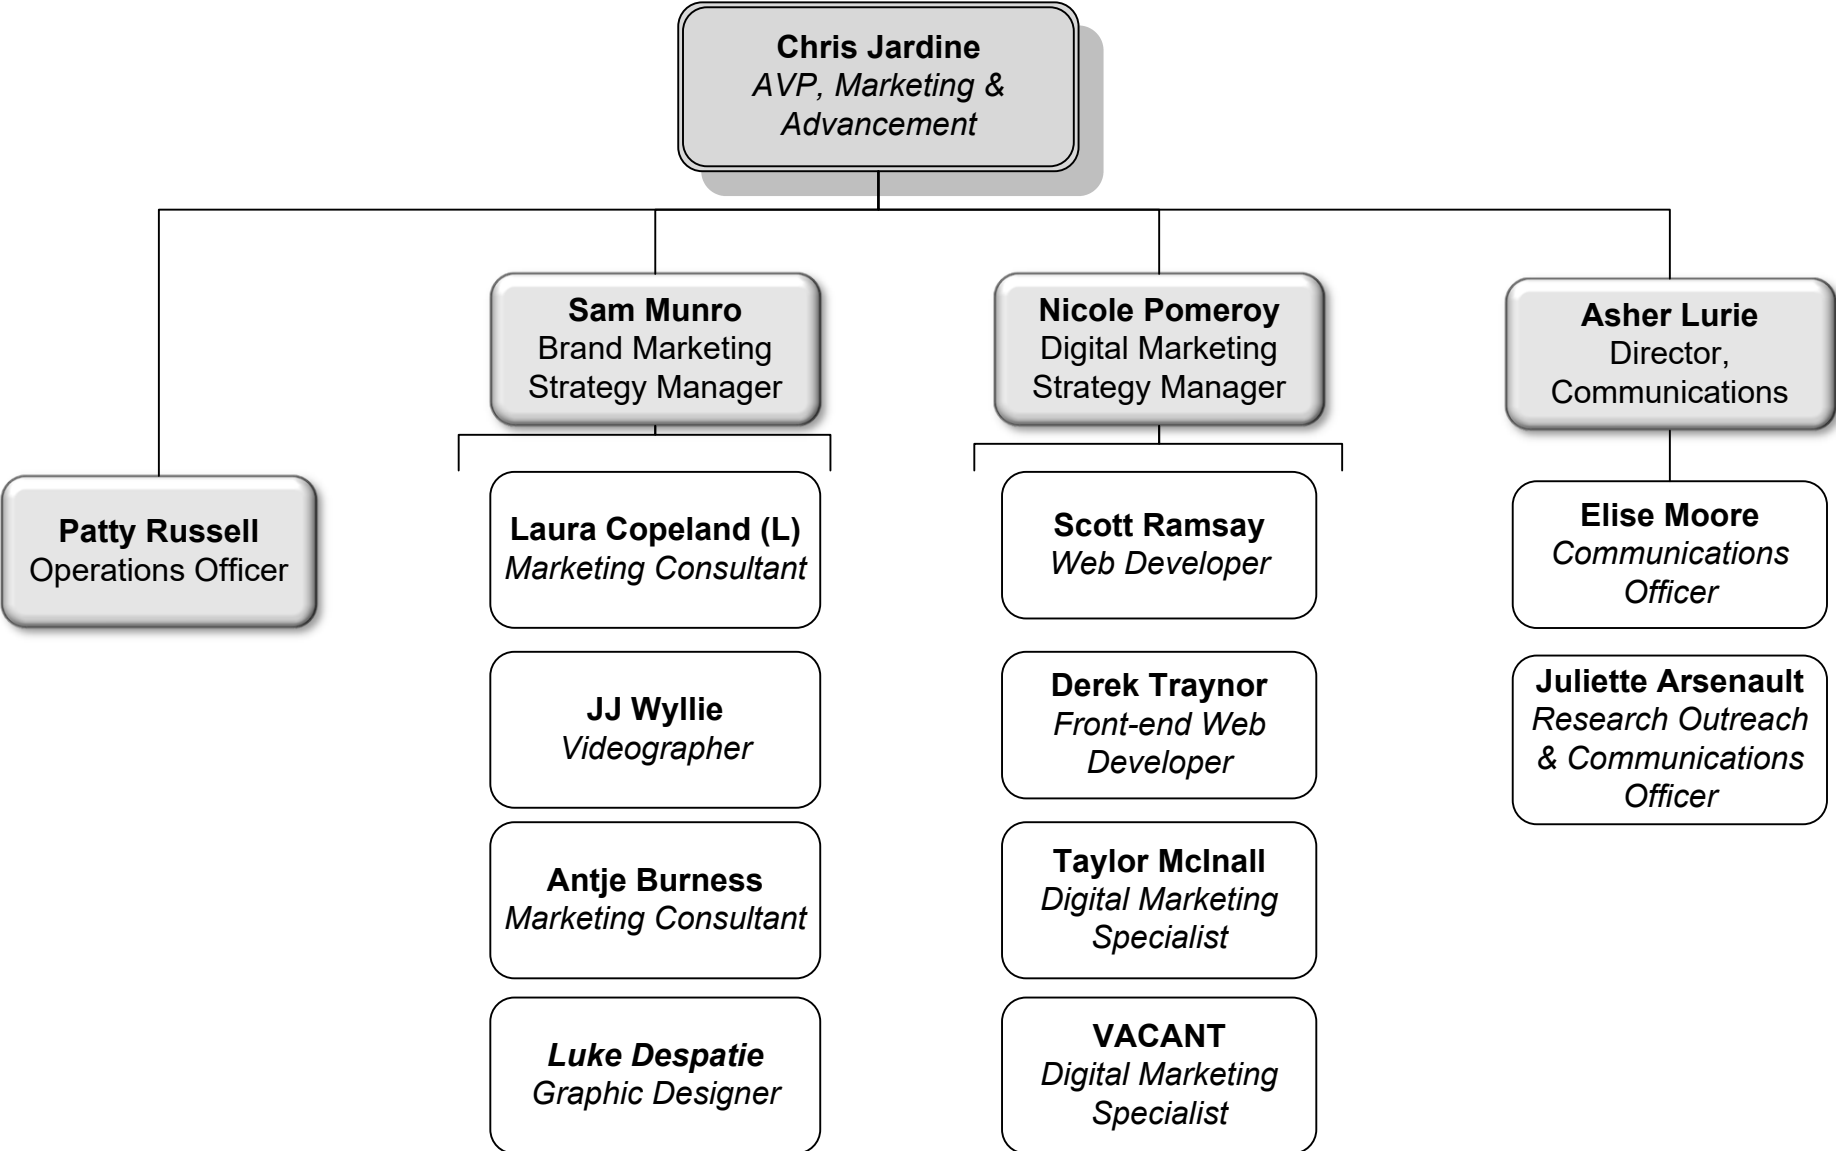 Chris Jardine
AVP, Marketing &
Advancement
Sam Munro
Brand Marketing
Strategy Manager
Nicole Pomeroy
Digital Marketing
Strategy Manager
Asher Lurie
Director,
Communications
Patty Russell
Operations Officer
Laura Copeland (L)
Marketing Consultant
JJ Wyllie
Videographer
Antje Burness
Marketing Consultant
Luke Despatie
Graphic Designer
Scott Ramsay
Web Developer
Derek Traynor
Front-end Web
Developer
Taylor McInall
Digital Marketing
Specialist
VACANT
Digital Marketing
Specialist
Elise Moore
Communications
Officer
Juliette Arsenault
Research Outreach
& Communications
Officer